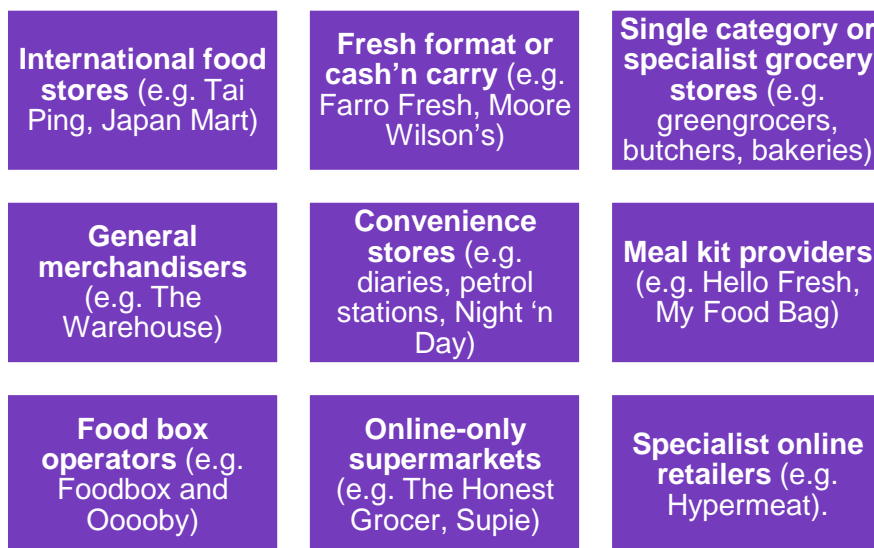 International food
stores (e.g. Tai
Ping, Japan Mart)
Fresh format or
cash’n carry (e.g.
Farro Fresh, Moore
Wilson’s)
Single category or
specialist grocery
stores (e.g.
greengrocers,
butchers, bakeries)
General
merchandisers
(e.g. The
Warehouse)
Convenience
stores (e.g.
diaries, petrol
stations, Night ‘n
Day)
Meal kit providers
(e.g. Hello Fresh,
My Food Bag)
Food box
operators (e.g.
Foodbox and
Ooooby)
Online-only
supermarkets
(e.g. The Honest
Grocer, Supie)
Specialist online
retailers (e.g.
Hypermeat).